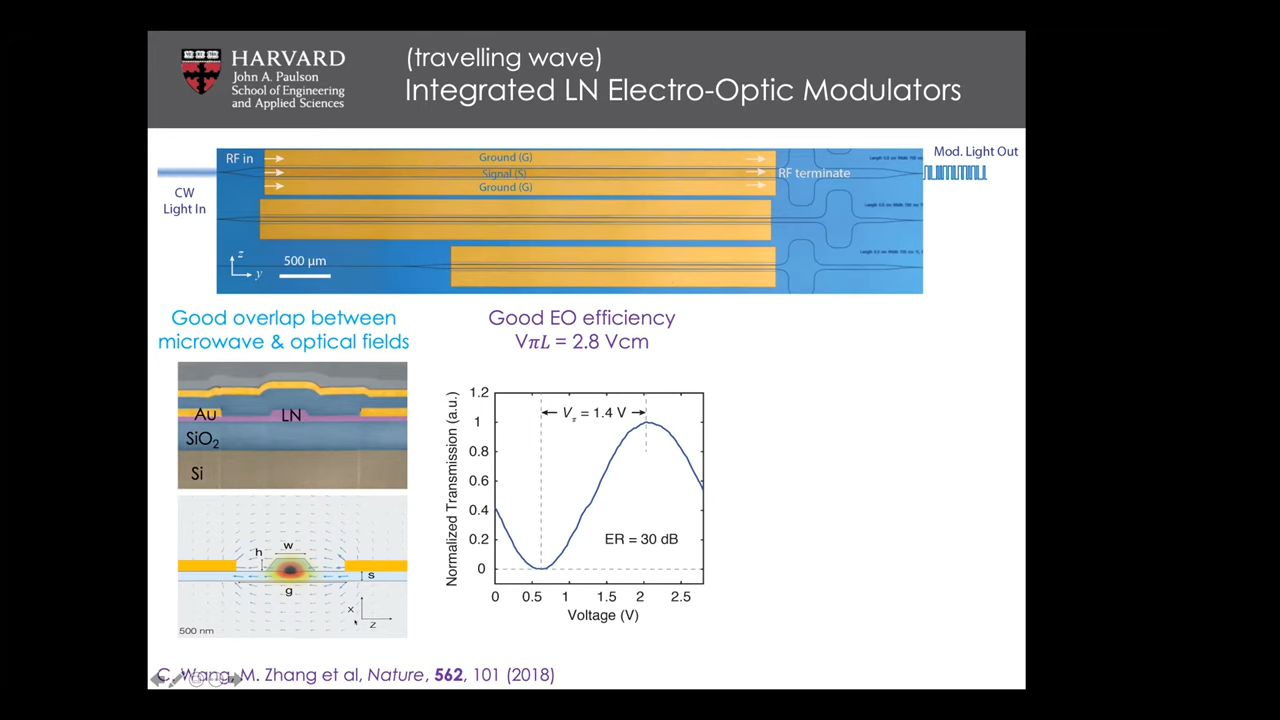 HARVARD
John A. Paulson
School of Engineering
and Applied Sciences
(travelling wave)
Integrated LN Electro-Optic Modulators
RF in
Ground (G)
Signal (S)
Ground (G)
RF terminate
CW
Light In
Mod. Light Out
z
y
500 µm
Good overlap between
microwave & optical fields
Au
LN
SiO₂
Si
w
h
s
g
x
z
500 nm
Good EO efficiency
V𝜋L = 2.8 Vcm
Normalized Transmission (a.u.)
1.2
1
0.8
0.6
0.4
0.2
0
Vπ = 1.4 V
ER = 30 dB
0 0.5 1 1.5 2 2.5
Voltage (V)
C. Wang, M. Zhang et al, Nature, 562, 101 (2018)